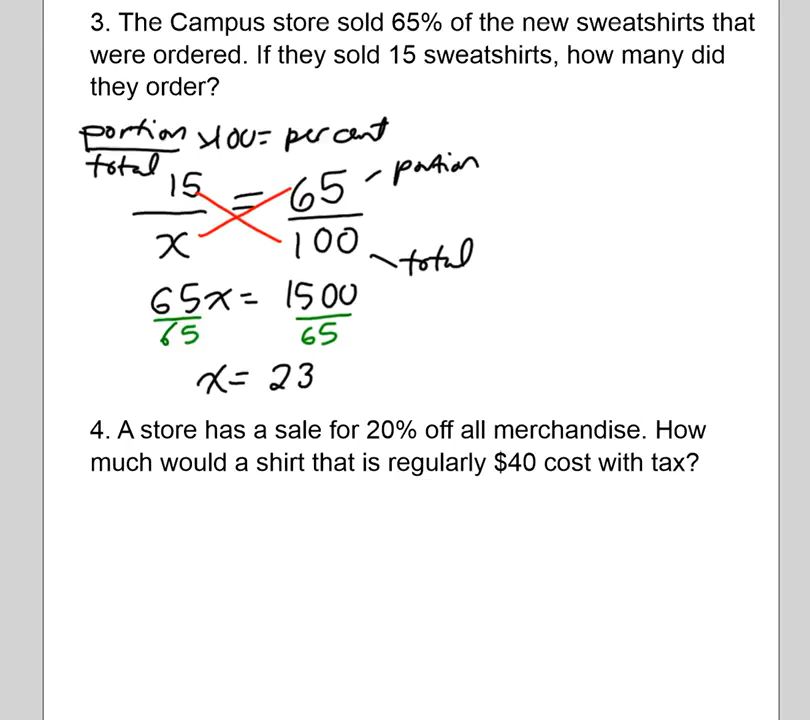 3. The Campus store sold 65% of the new sweatshirts that
were ordered. If they sold 15 sweatshirts, how many did
they order?
portion x100= percent
total
15 = 65 - portion
x 100 - total
65x = 1500
65 65
x = 23
4. A store has a sale for 20% off all merchandise. How
much would a shirt that is regularly $40 cost with tax?